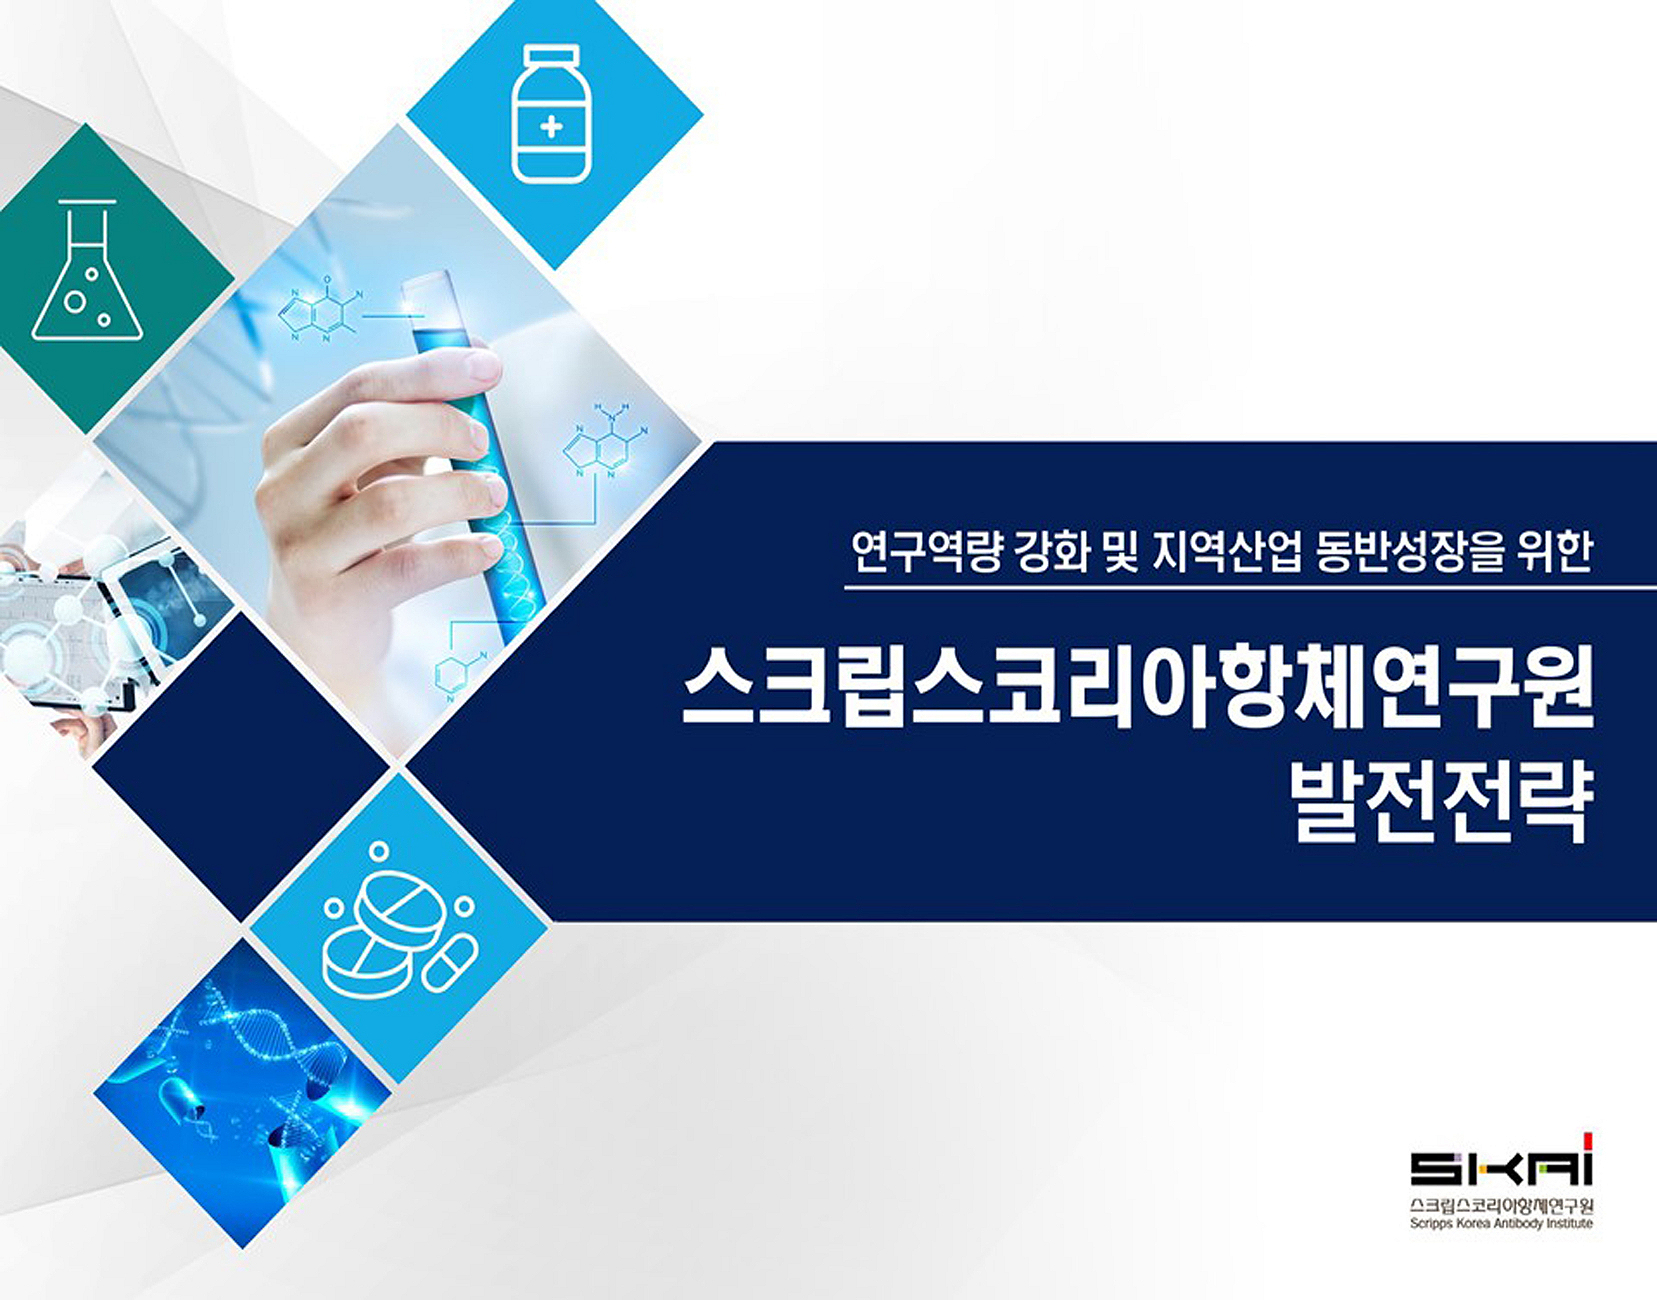 연구역량 강화 및 지역산업 동반성장을 위한
스크립스코리아항체연구원
발전전략
SKAI
스크립스코리아항체연구원
Scripps Korea Antibody Institute